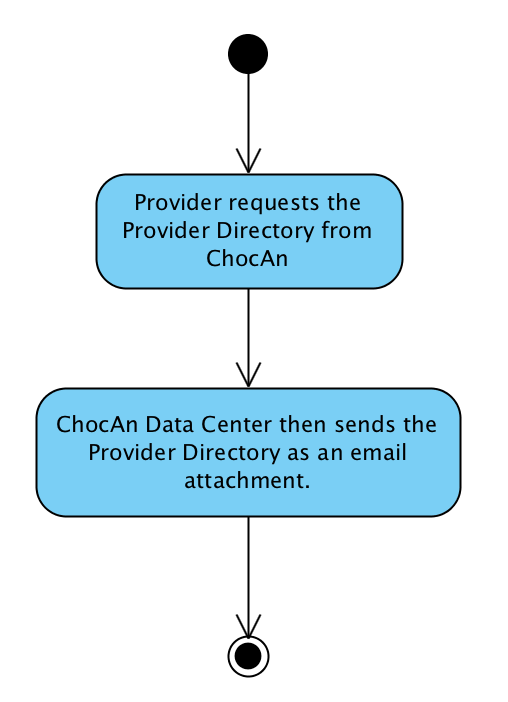 Provider requests the
Provider Directory from
ChocAn
ChocAn Data Center then sends the
Provider Directory as an email
attachment.